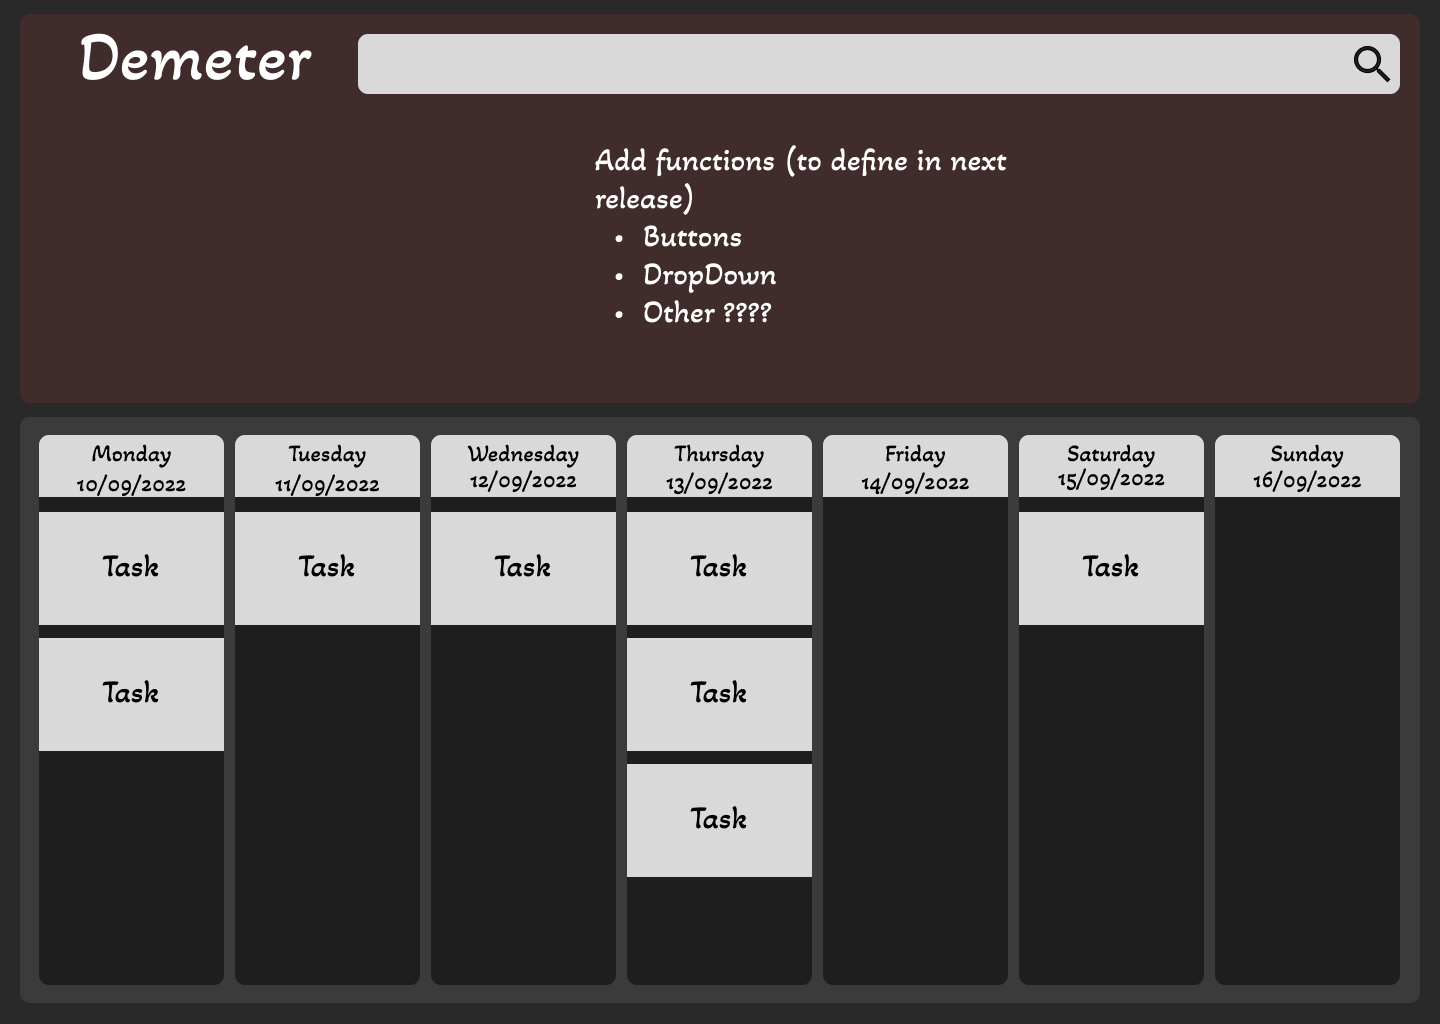 Demeter
Add functions (to define in next
release)
• Buttons
• DropDown
• Other ????
Monday
10/09/2022
Tuesday
11/09/2022
Wednesday
12/09/2022
Thursday
13/09/2022
Friday
14/09/2022
Saturday
15/09/2022
Sunday
16/09/2022
Task
Task
Task
Task
Task
Task
Task
Task